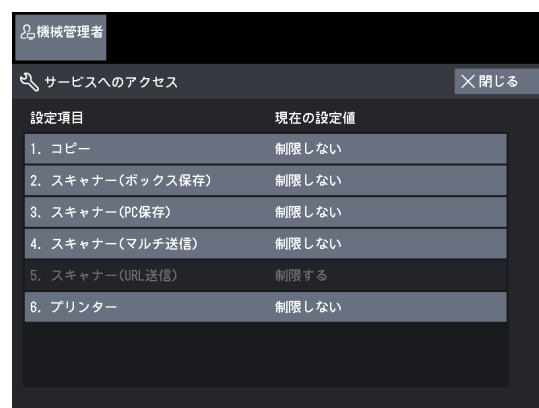 機械管理者
サービスへのアクセス
閉じる
設定項目 現在の設定値
1. コピー 制限しない
2. スキャナー(ボックス保存) 制限しない
3. スキャナー(PC保存) 制限しない
4. スキャナー(マルチ送信) 制限しない
5. スキャナー(URL送信) 制限する
6. プリンター 制限しない